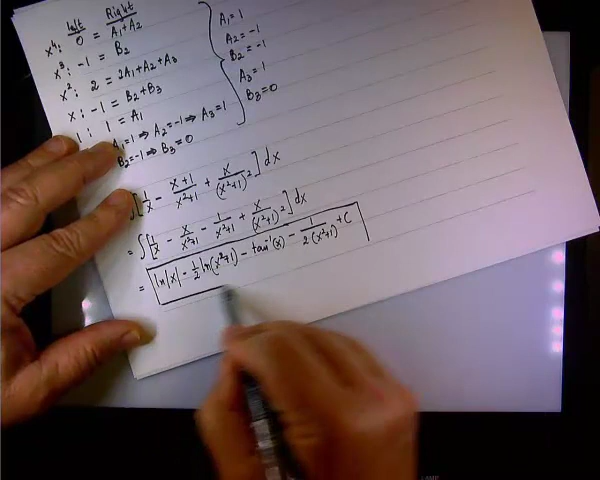 Left Right
x⁴: 0 = A₁+A₂
x³: -1 = B₂
x²: 2 = 2A₁+A₂+A₃
x: -1 = B₂+B₃
1: 1 = A₁
A₁=1 ⇒ A₂=-1 ⇒ A₃=1
B₂=-1 ⇒ B₃=0
A₁=1
A₂=-1
B₂=-1
A₃=1
B₃=0
∫[1/x - (x+1)/(x²+1) + x/(x²+1)²] dx
= ∫[1/x - x/(x²+1) - 1/(x²+1) + x/(x²+1)²] dx
= ln|x| - 1/2 ln(x²+1) - tan⁻¹(x) - 1/(2(x²+1)) + C